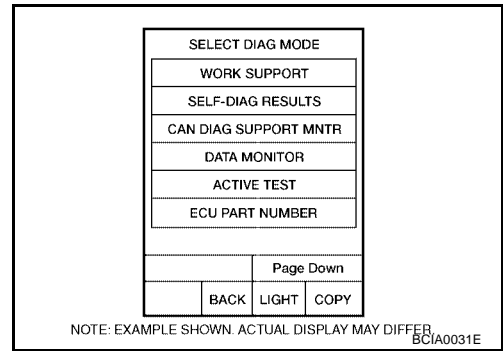 SELECT DIAG MODE
WORK SUPPORT
SELF-DIAG RESULTS
CAN DIAG SUPPORT MNTR
DATA MONITOR
ACTIVE TEST
ECU PART NUMBER
Page Down
BACK LIGHT COPY
NOTE: EXAMPLE SHOWN. ACTUAL DISPLAY MAY DIFFER.
BCIA0031E